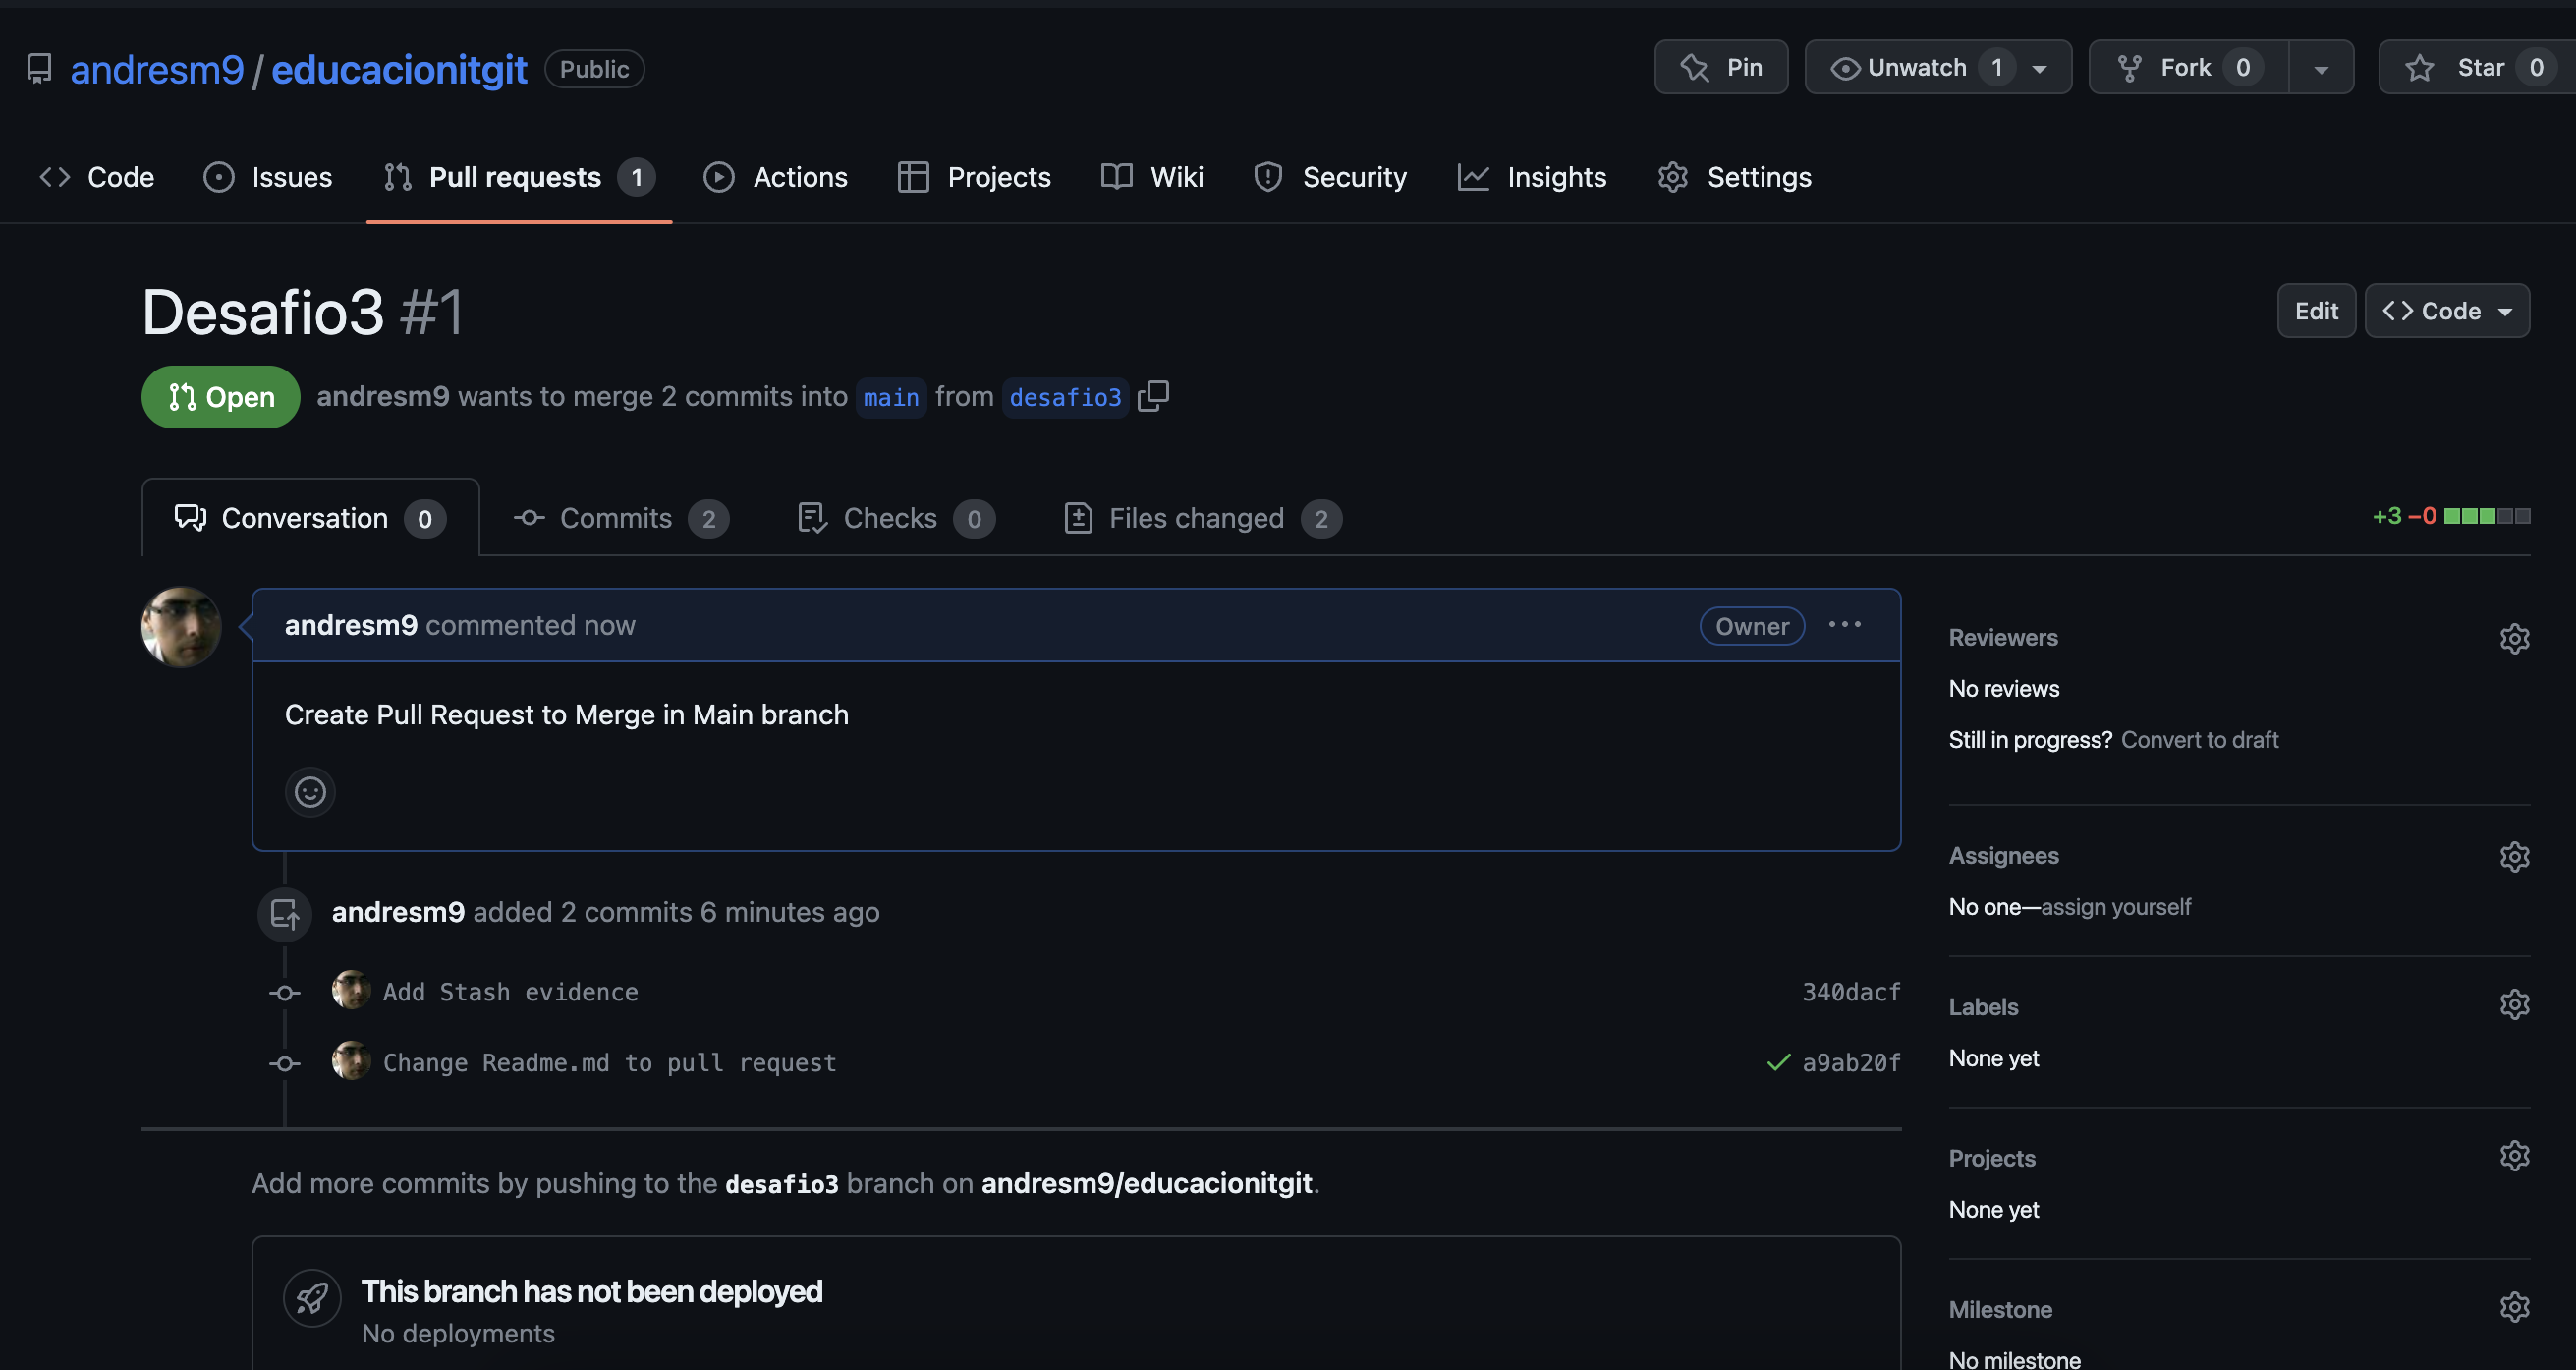 andresm9 / educacionitgit Public Pin Unwatch 1 Fork 0 Star 0
Code Issues Pull requests 1 Actions Projects Wiki Security Insights Settings
Desafio3 #1 Edit Code
Open andresm9 wants to merge 2 commits into main from desafio3
Conversation 0 Commits 2 Checks 0 Files changed 2 +3 −0
andresm9 commented now Owner
Create Pull Request to Merge in Main branch
andresm9 added 2 commits 6 minutes ago
Add Stash evidence 340dacf
Change Readme.md to pull request a9ab20f
Add more commits by pushing to the desafio3 branch on andresm9/educacionitgit.
This branch has not been deployed
No deployments
Reviewers
No reviews
Still in progress? Convert to draft
Assignees
No one—assign yourself
Labels
None yet
Projects
None yet
Milestone
No milestone